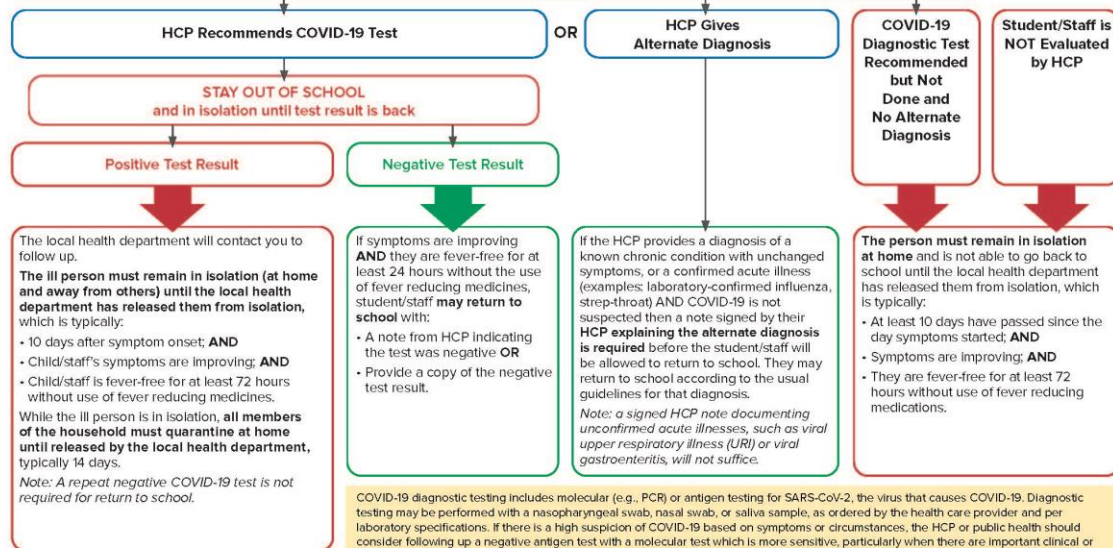 HCP Recommends COVID-19 Test
OR
HCP Gives
Alternate Diagnosis
COVID-19
Diagnostic Test
Recommended
but Not
Done and
No Alternate
Diagnosis
Student/Staff is
NOT Evaluated
by HCP
STAY OUT OF SCHOOL
and in isolation until test result is back
Positive Test Result
Negative Test Result
The local health department will contact you to
follow up.
The ill person must remain in isolation (at home
and away from others) until the local health
department has released them from isolation,
which is typically:
• 10 days after symptom onset; AND
• Child/staff's symptoms are improving; AND
• Child/staff is fever-free for at least 72 hours
without use of fever reducing medicines.
While the ill person is in isolation, all members
of the household must quarantine at home
until released by the local health department,
typically 14 days.
Note: A repeat negative COVID-19 test is not
required for return to school.
If symptoms are improving
AND they are fever-free for at
least 24 hours without the use
of fever reducing medicines,
student/staff may return to
school with:
• A note from HCP indicating
the test was negative OR
• Provide a copy of the negative
test result.
If the HCP provides a diagnosis of a
known chronic condition with unchanged
symptoms, or a confirmed acute illness
(examples: laboratory-confirmed influenza,
strep-throat) AND COVID-19 is not
suspected then a note signed by their
HCP explaining the alternate diagnosis
is required before the student/staff will
be allowed to return to school. They may
return to school according to the usual
guidelines for that diagnosis.
Note: a signed HCP note documenting
unconfirmed acute illnesses, such as viral
upper respiratory illness (URI) or viral
gastroenteritis, will not suffice.
The person must remain in isolation
at home and is not able to go back to
school until the local health department
has released them from isolation, which
is typically:
• At least 10 days have passed since the
day symptoms started; AND
• Symptoms are improving; AND
• They are fever-free for at least 72
hours without use of fever reducing
medications.
COVID-19 diagnostic testing includes molecular (e.g., PCR) or antigen testing for SARS-CoV-2, the virus that causes COVID-19. Diagnostic
testing may be performed with a nasopharyngeal swab, nasal swab, or saliva sample, as ordered by the health care provider and per
laboratory specifications. If there is a high suspicion of COVID-19 based on symptoms or circumstances, the HCP or public health should
consider following up a negative antigen test with a molecular test which is more sensitive, particularly when there are important clinical or